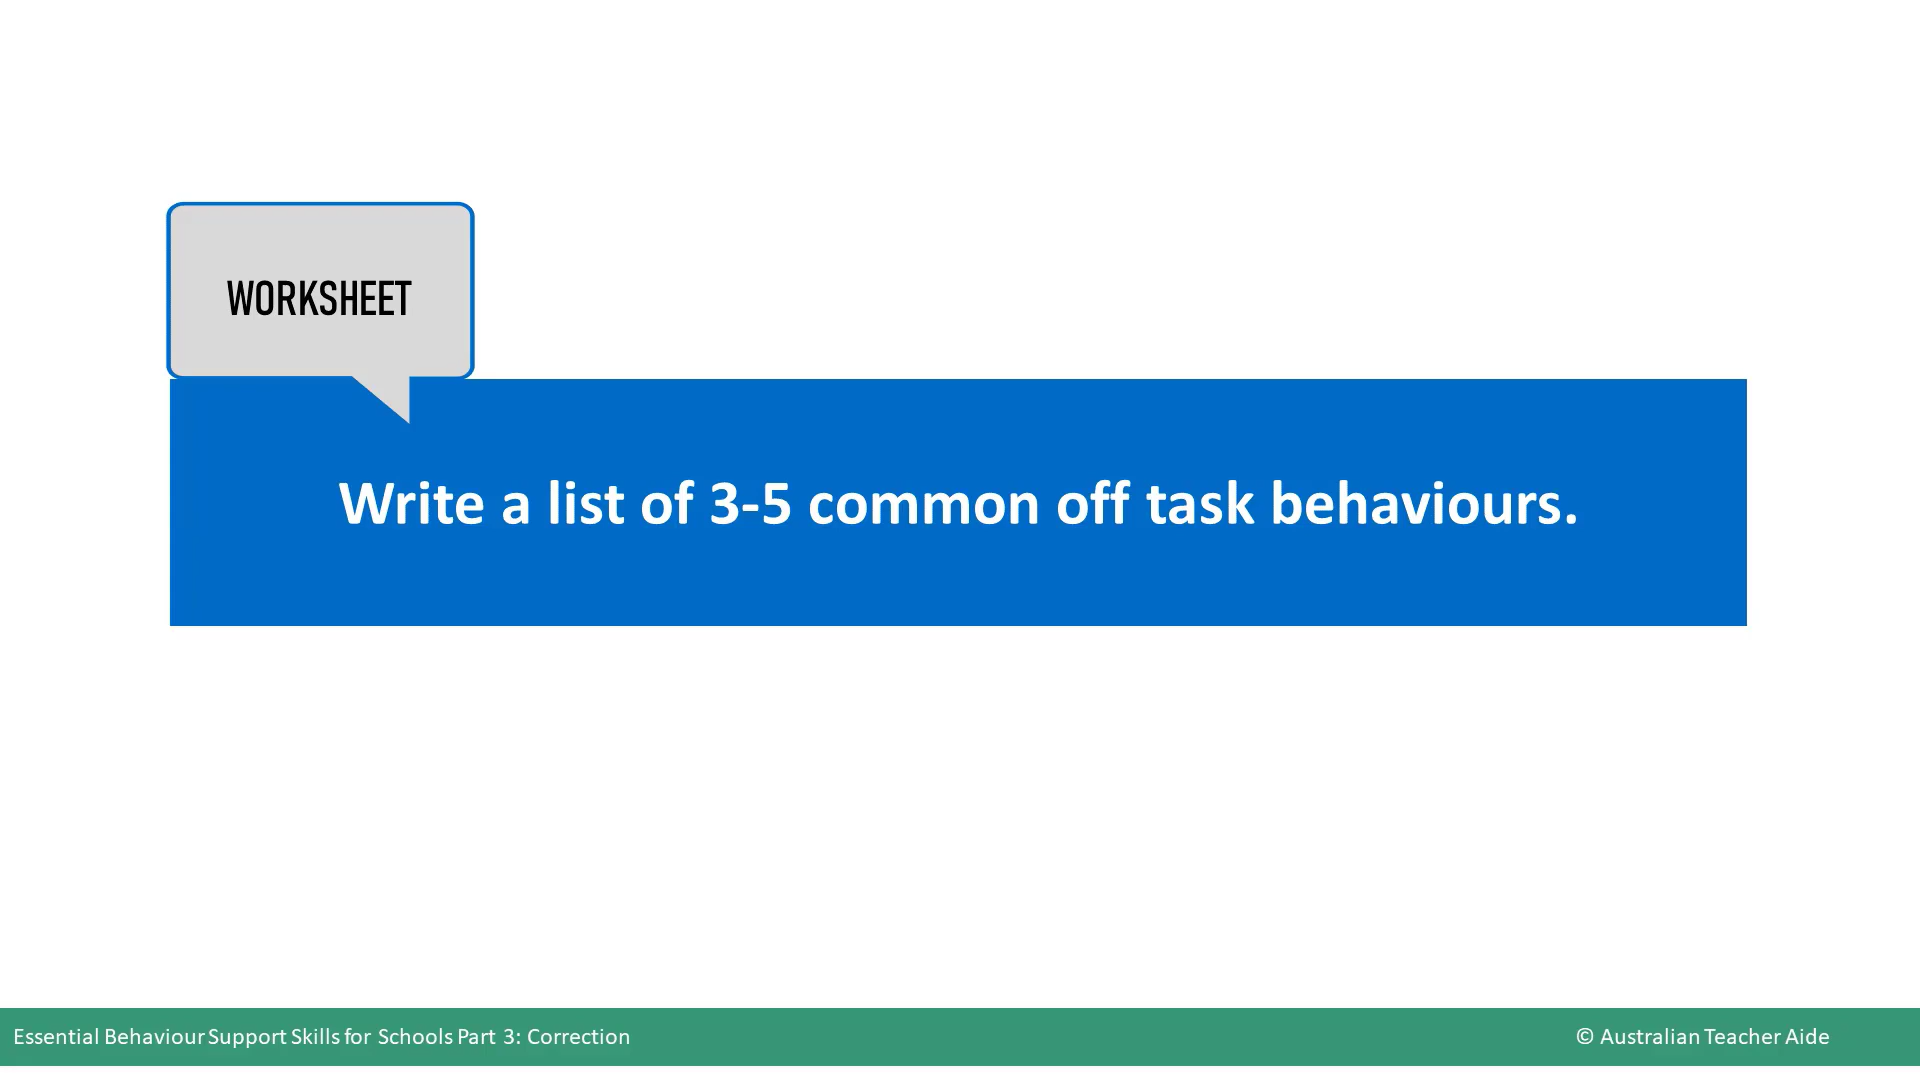 WORKSHEET
Write a list of 3-5 common off task behaviours.
Essential Behaviour Support Skills for Schools Part 3: Correction
© Australian Teacher Aide